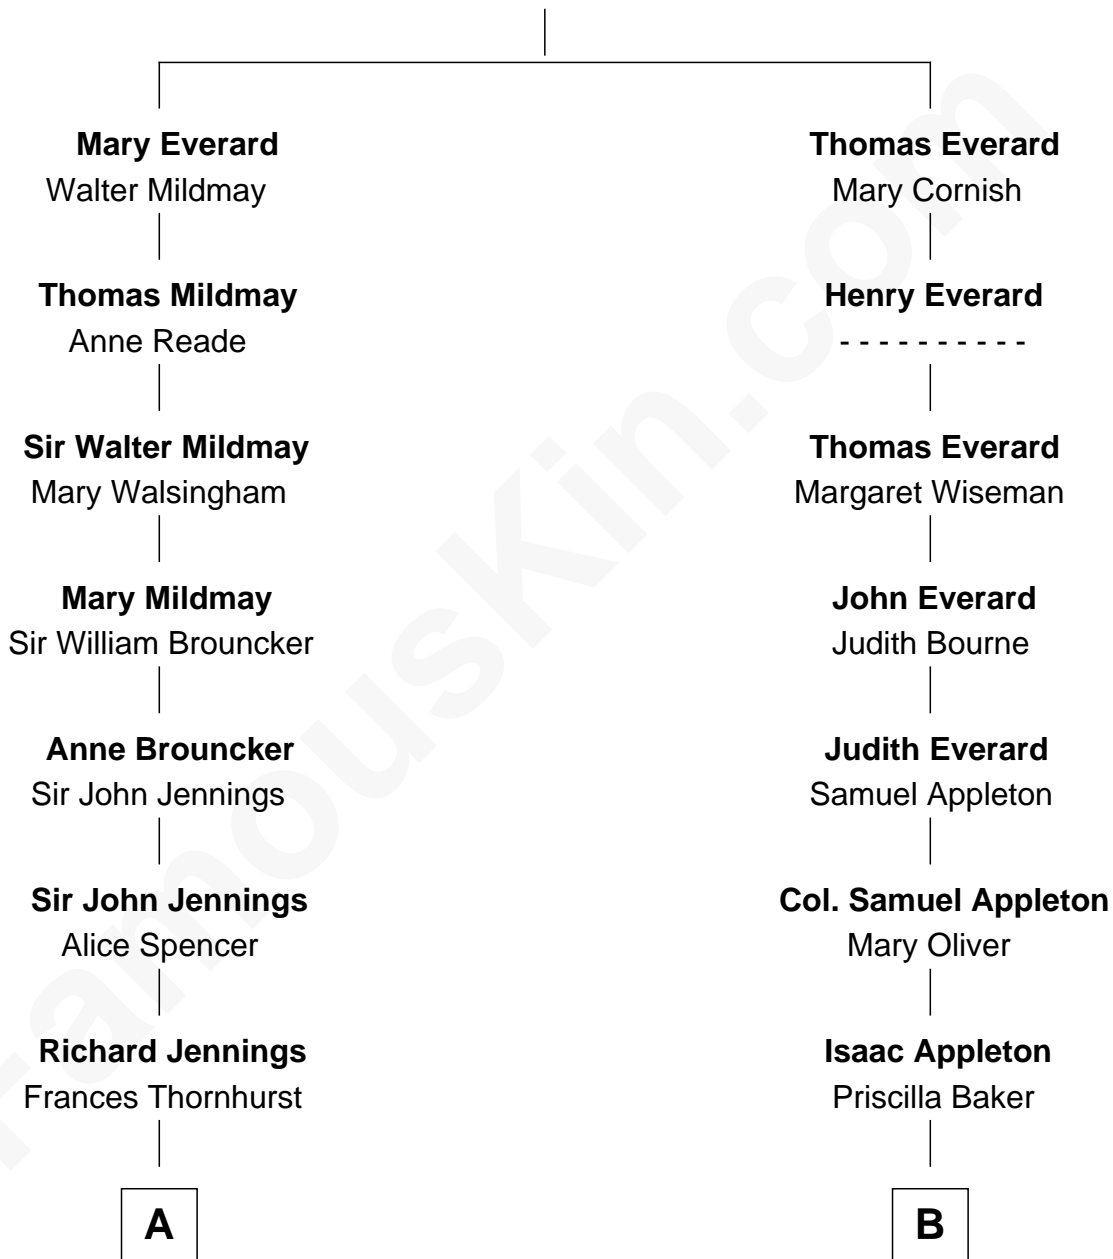 Mary Everard
Walter Mildmay
Thomas Mildmay
Anne Reade
Sir Walter Mildmay
Mary Walsingham
Mary Mildmay
Sir William Brouncker
Anne Brouncker
Sir John Jennings
Sir John Jennings
Alice Spencer
Richard Jennings
Frances Thornhurst
A
Thomas Everard
Mary Cornish
Henry Everard
- - - - - - - - - -
Thomas Everard
Margaret Wiseman
John Everard
Judith Bourne
Judith Everard
Samuel Appleton
Col. Samuel Appleton
Mary Oliver
Isaac Appleton
Priscilla Baker
B
FamousKin.com